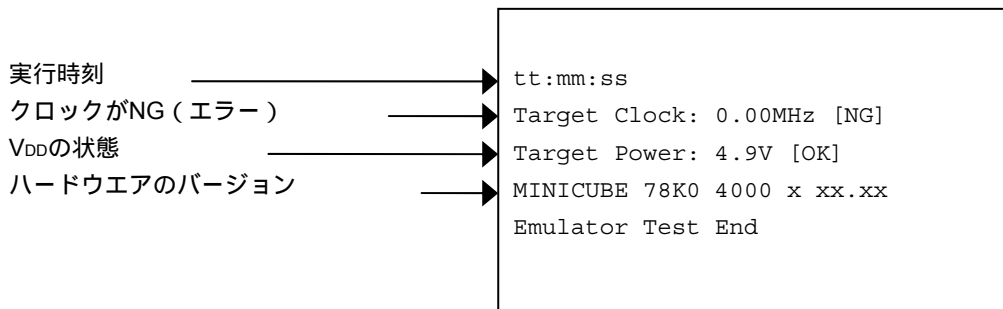 実行時刻
クロックがNG(エラー)
VDDの状態
ハードウエアのバージョン
tt:mm:ss
Target Clock: 0.00MHz [NG]
Target Power: 4.9V [OK]
MINICUBE 78K0 4000 x xx.xx
Emulator Test End